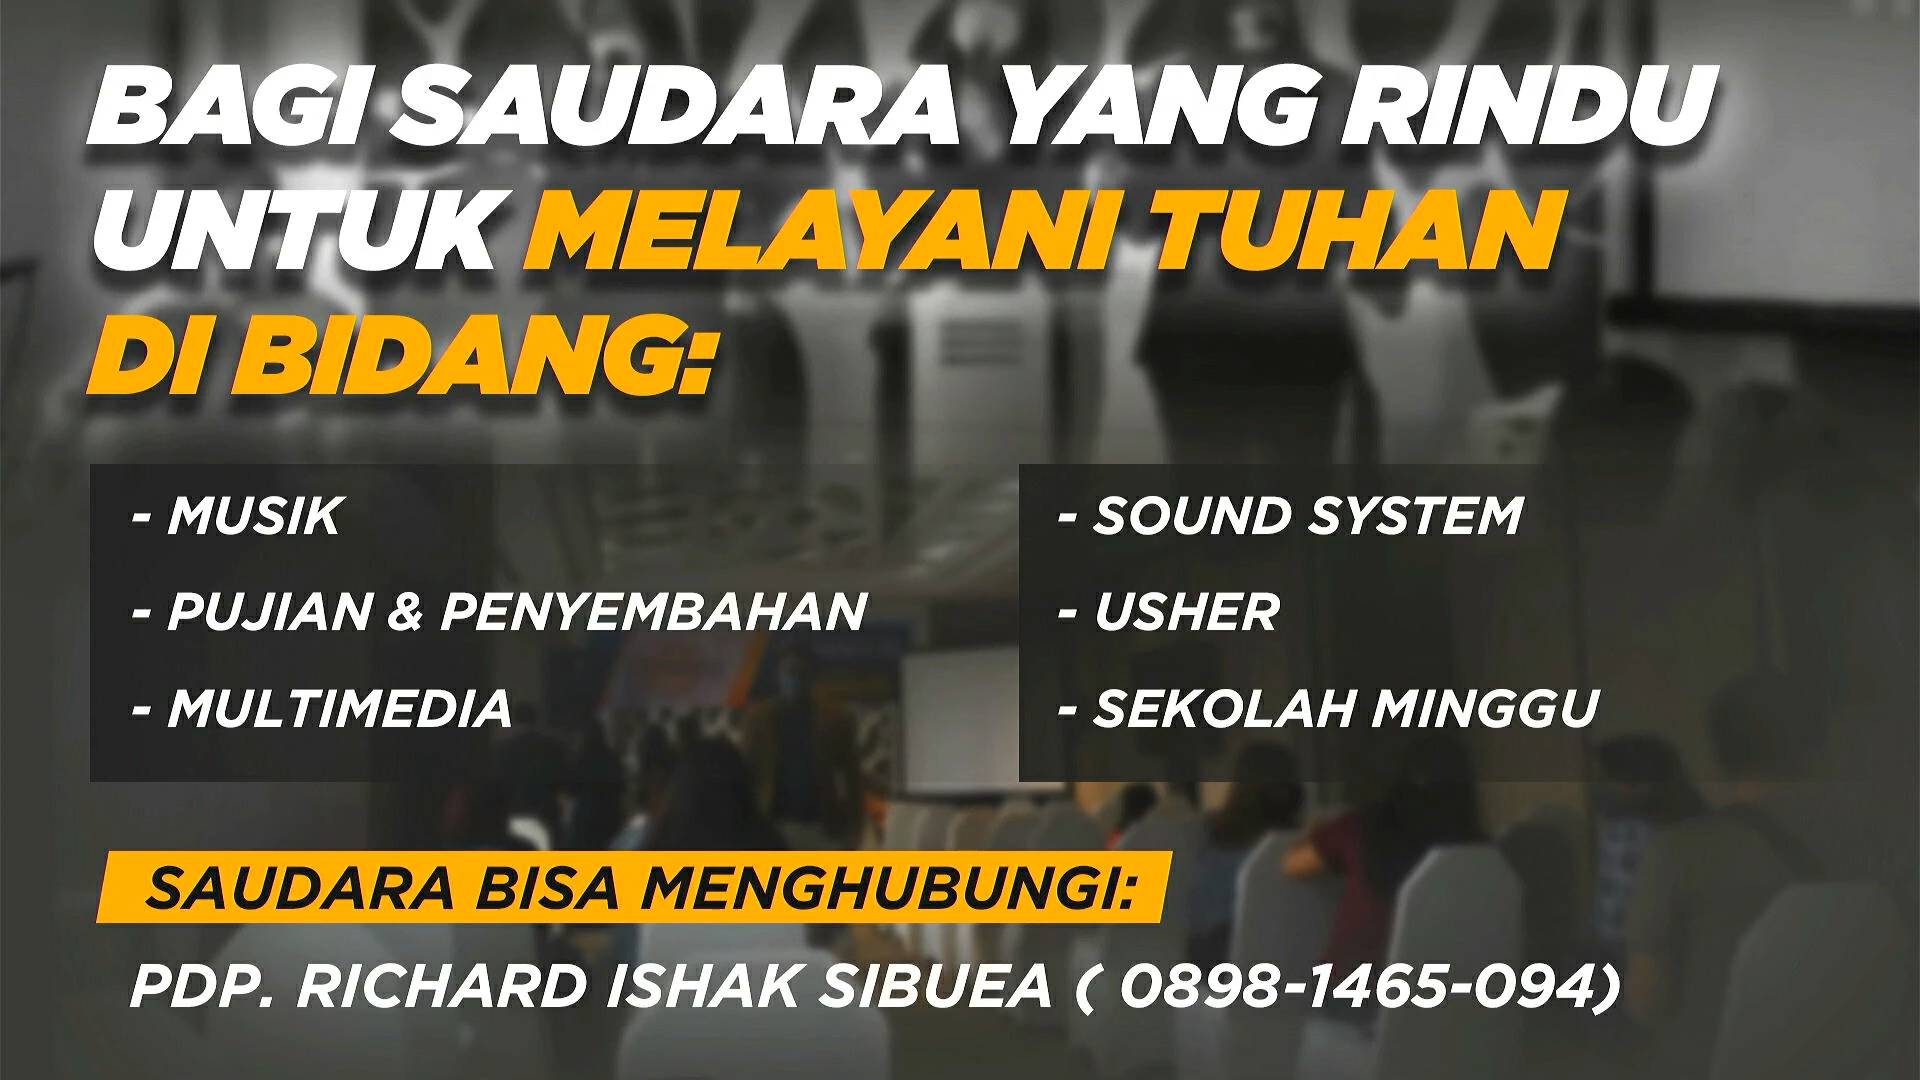 BAGI SAUDARA YANG RINDU
UNTUK MELAYANI TUHAN
DI BIDANG:
- MUSIK
- PUJIAN & PENYEMBAHAN
- MULTIMEDIA
- SOUND SYSTEM
- USHER
- SEKOLAH MINGGU
SAUDARA BISA MENGHUBUNGI:
PDP. RICHARD ISHAK SIBUEA ( 0898-1465-094)